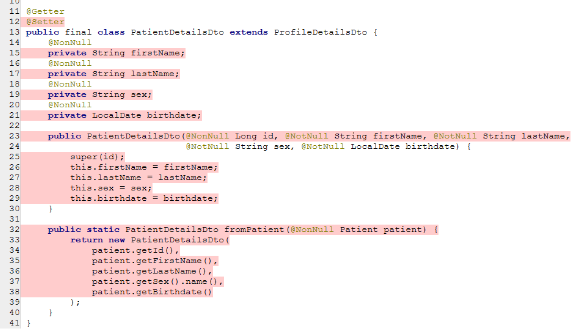 10
11 @Getter
12 @Setter
13 public final class PatientDetailsDto extends ProfileDetailsDto {
14 @NonNull
15 private String firstName;
16 @NonNull
17 private String lastName;
18 @NonNull
19 private String sex;
20 @NonNull
21 private LocalDate birthdate;
22
23 public PatientDetailsDto(@NonNull Long id, @NotNull String firstName, @NotNull String lastName,
24 @NotNull String sex, @NotNull LocalDate birthdate) {
25 super(id);
26 this.firstName = firstName;
27 this.lastName = lastName;
28 this.sex = sex;
29 this.birthdate = birthdate;
30 }
31
32 public static PatientDetailsDto fromPatient(@NonNull Patient patient) {
33 return new PatientDetailsDto(
34 patient.getId(),
35 patient.getFirstName(),
36 patient.getLastName(),
37 patient.getSex().name(),
38 patient.getBirthdate()
39 );
40 }
41 }